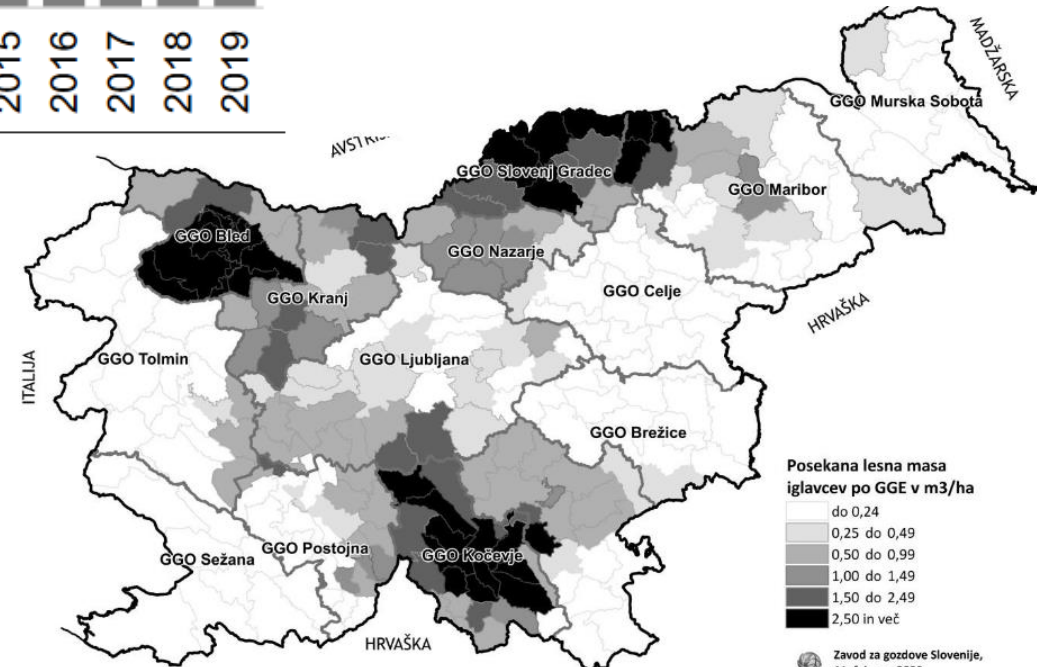 2015
2016
2017
2018
2019
MADŽARSKA
GGO Murska Sobota
GGO Slovenj Gradec
GGO Maribor
GGO Bled
GGO Nazarje
GGO Kranj
GGO Celje
HRVAŠKA
ITALIJA
GGO Tolmin
GGO Ljubljana
GGO Brežice
GGO Sežana
GGO Postojna
GGO Kočevje
HRVAŠKA
Posekana lesna masa
iglavcev po GGE v m3/ha
do 0,24
0,25 do 0,49
0,50 do 0,99
1,00 do 1,49
1,50 do 2,49
2,50 in več
Zavod za gozdove Slovenije,